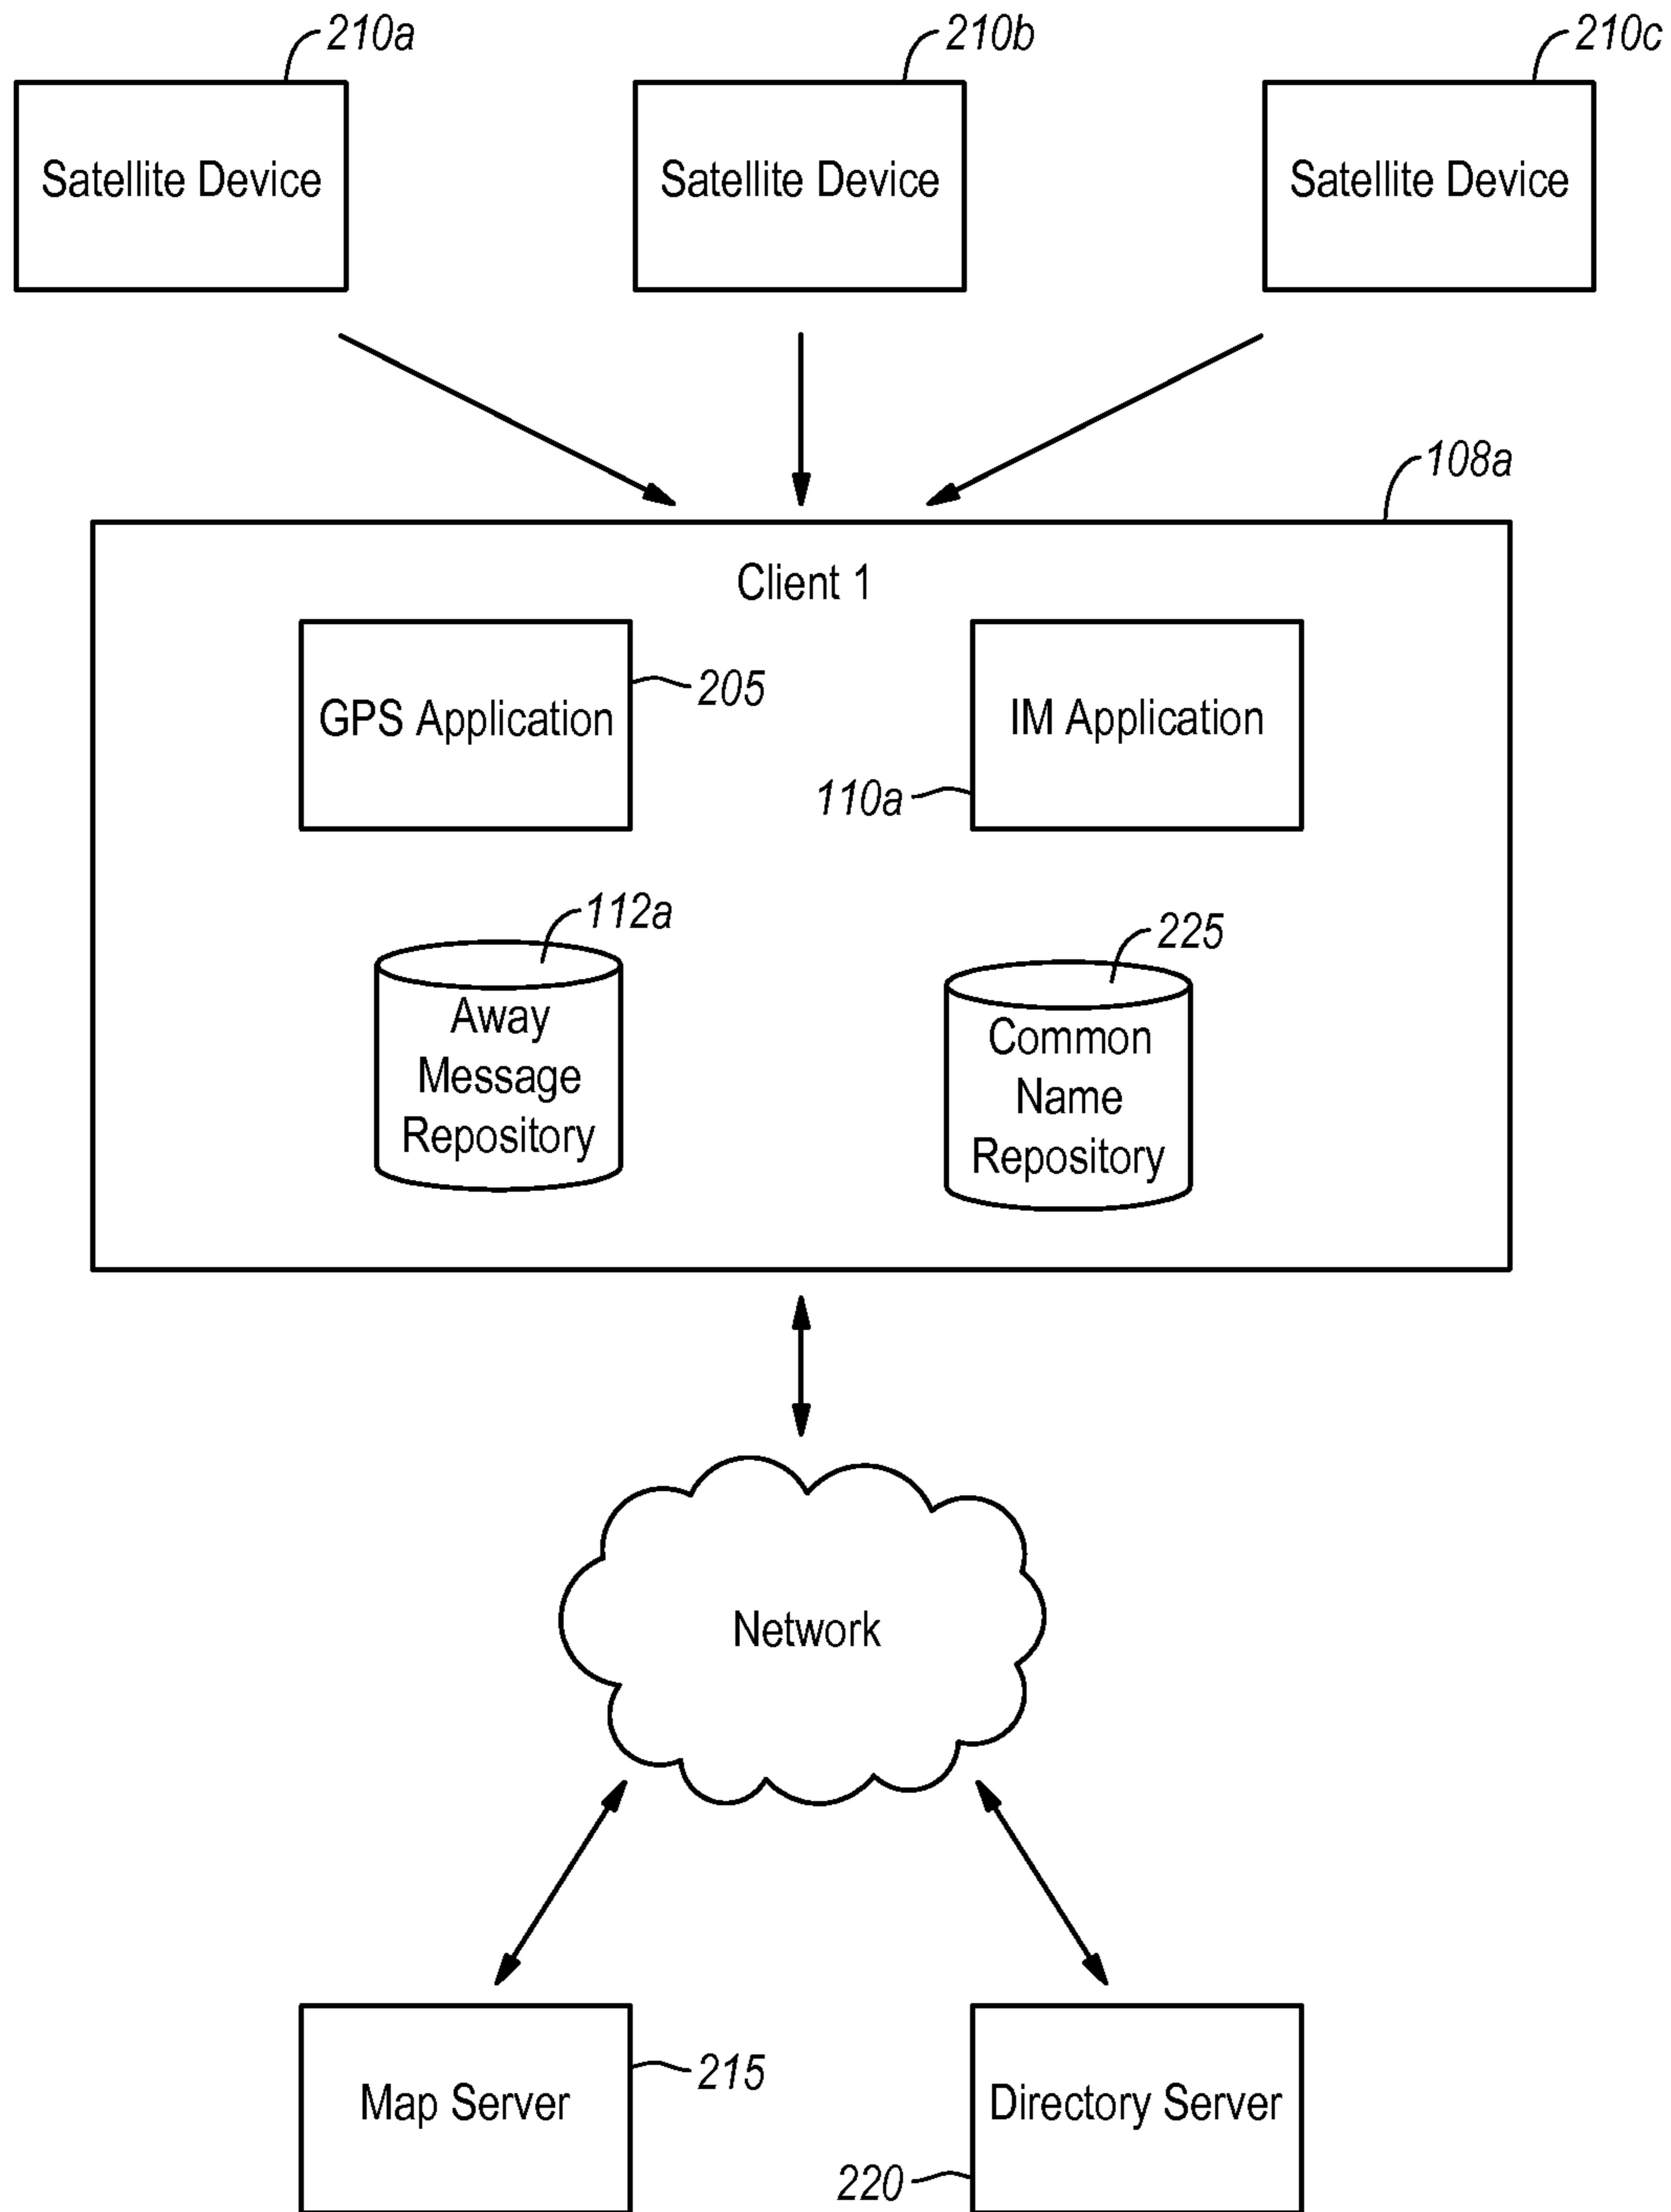 210a
210b
210c
Satellite Device
Satellite Device
Satellite Device
108a
Client 1
GPS Application
205
IM Application
110a
112a
Away
Message
Repository
225
Common
Name
Repository
Network
Map Server
215
Directory Server
220